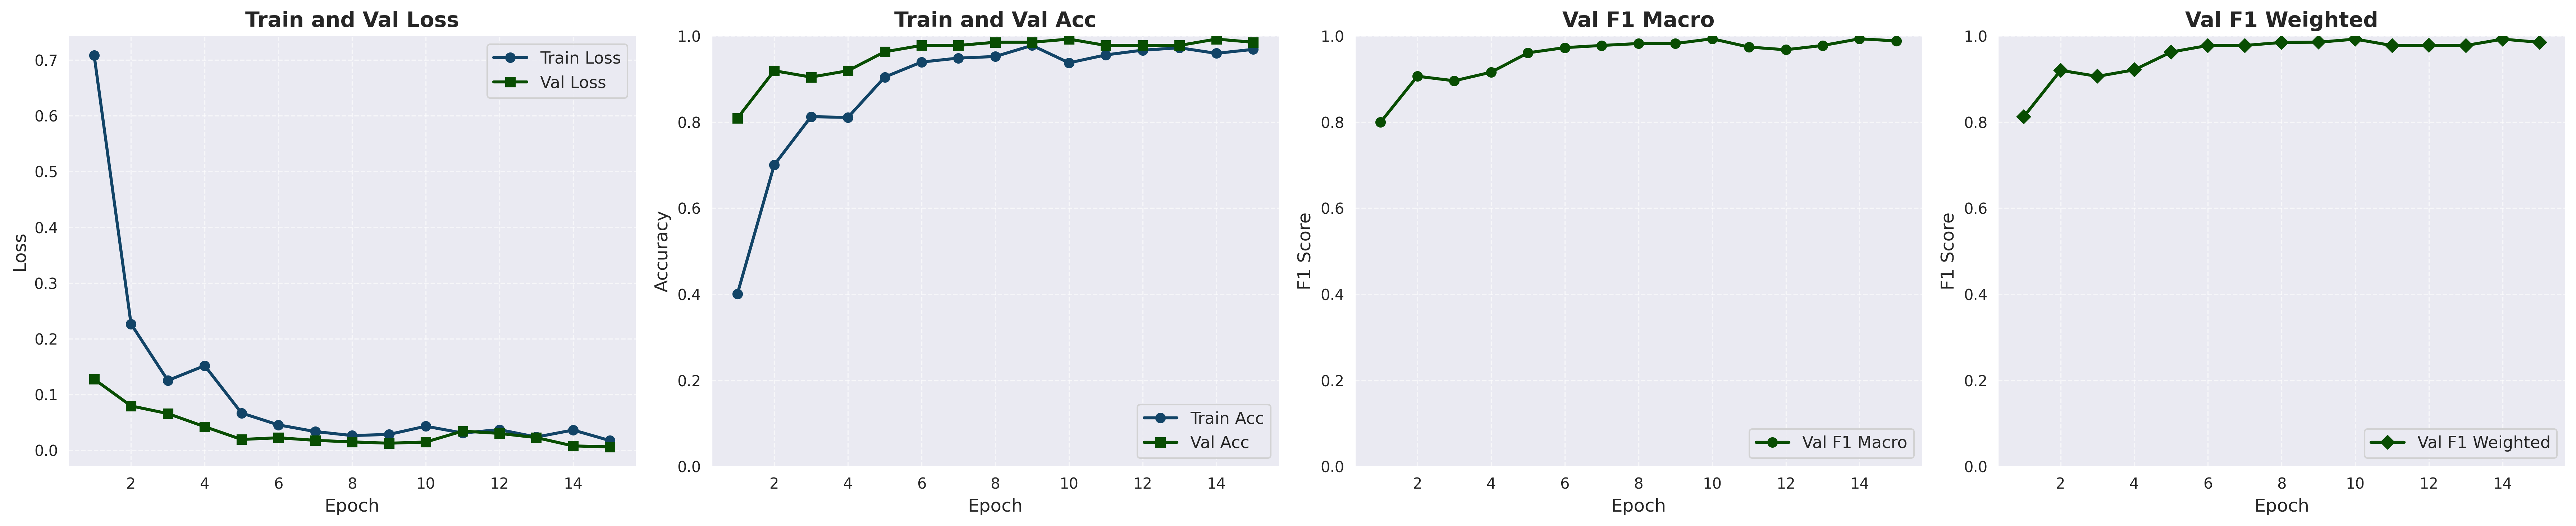 Train and Val Loss
0.7
0.6
0.5
0.4
0.3
0.2
0.1
0.0
Loss
2 4 6 8 10 12 14
Epoch
Train Loss
Val Loss
Train and Val Acc
1.0
0.8
0.6
0.4
0.2
0.0
Accuracy
2 4 6 8 10 12 14
Epoch
Train Acc
Val Acc
Val F1 Macro
1.0
0.8
0.6
0.4
0.2
0.0
F1 Score
2 4 6 8 10 12 14
Epoch
Val F1 Macro
Val F1 Weighted
1.0
0.8
0.6
0.4
0.2
0.0
F1 Score
2 4 6 8 10 12 14
Epoch
Val F1 Weighted